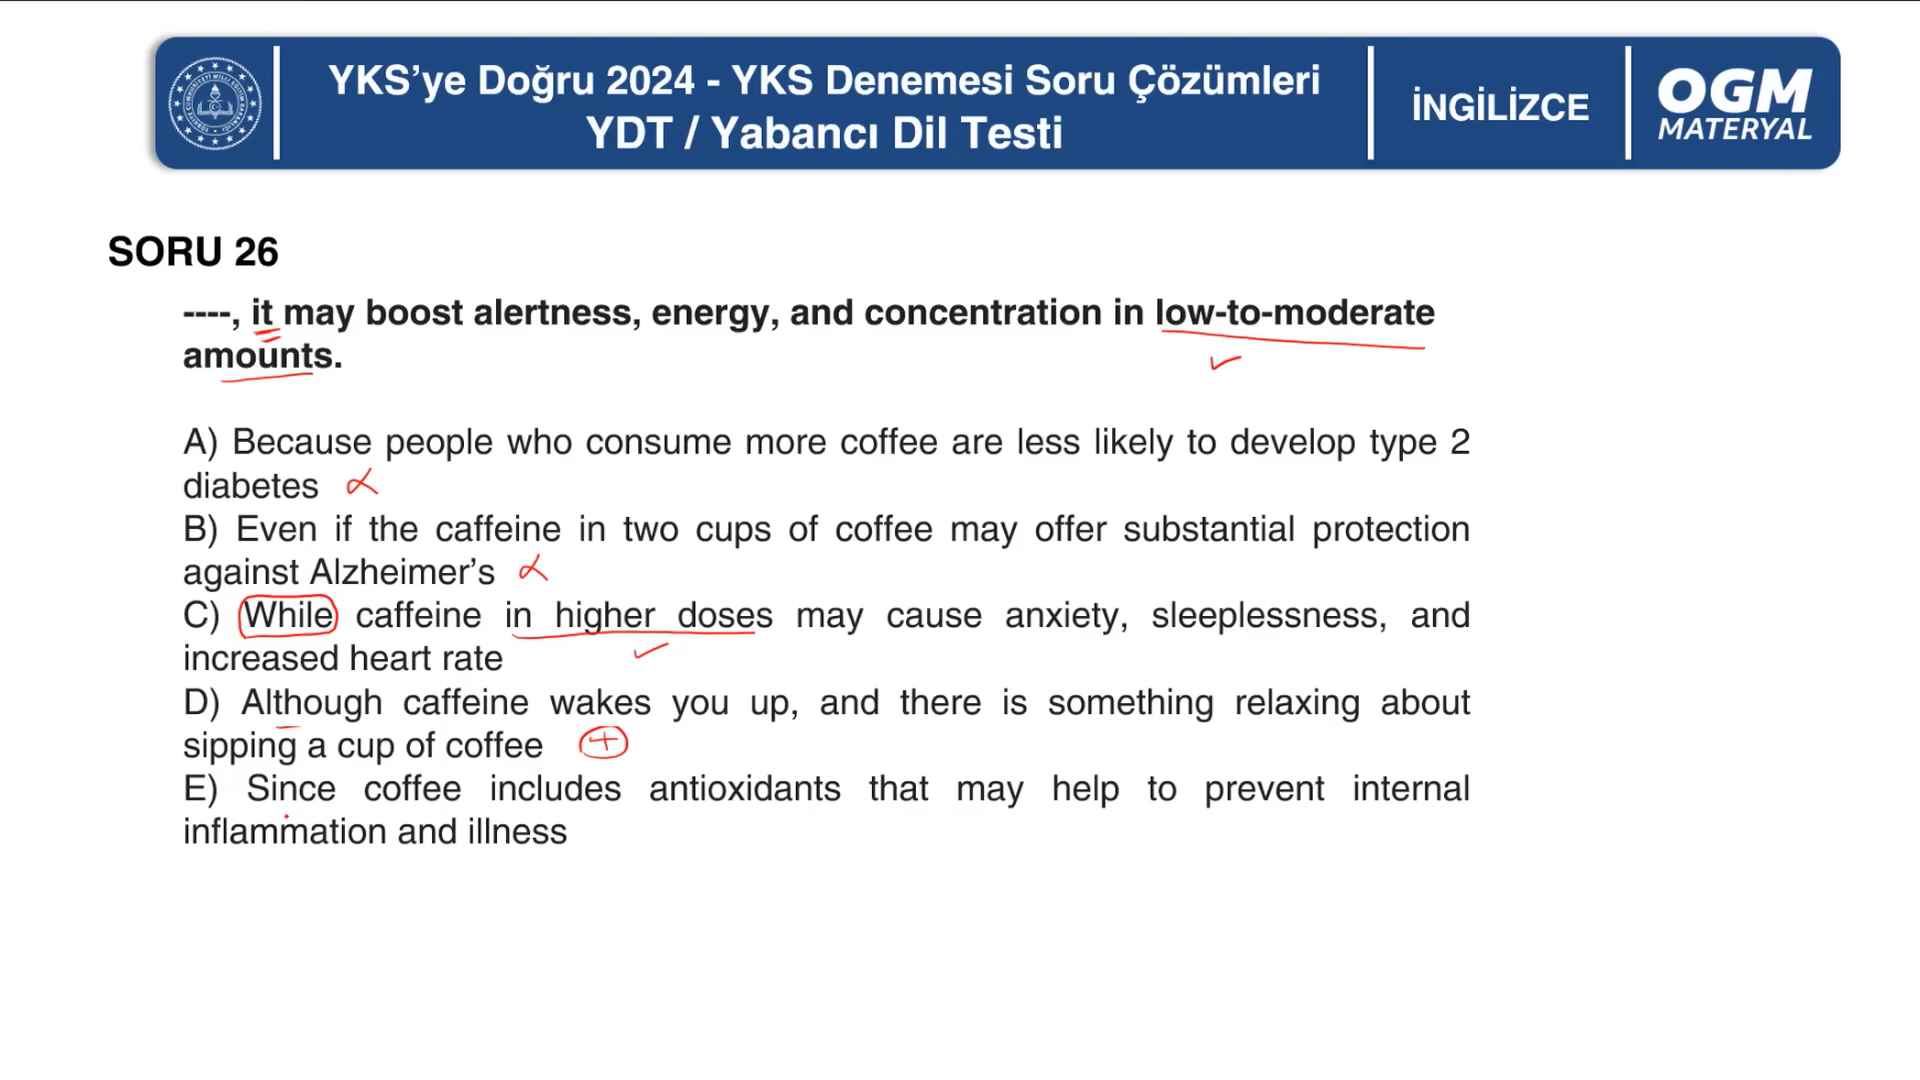 YKS'ye Doğru 2024 - YKS Denemesi Soru Çözümleri
YDT / Yabancı Dil Testi
İNGİLİZCE
OGM
MATERYAL
SORU 26
----, it may boost alertness, energy, and concentration in low-to-moderate
amounts.
A) Because people who consume more coffee are less likely to develop type 2
diabetes
B) Even if the caffeine in two cups of coffee may offer substantial protection
against Alzheimer's
C) While caffeine in higher doses may cause anxiety, sleeplessness, and
increased heart rate
D) Although caffeine wakes you up, and there is something relaxing about
sipping a cup of coffee
E) Since coffee includes antioxidants that may help to prevent internal
inflammation and illness